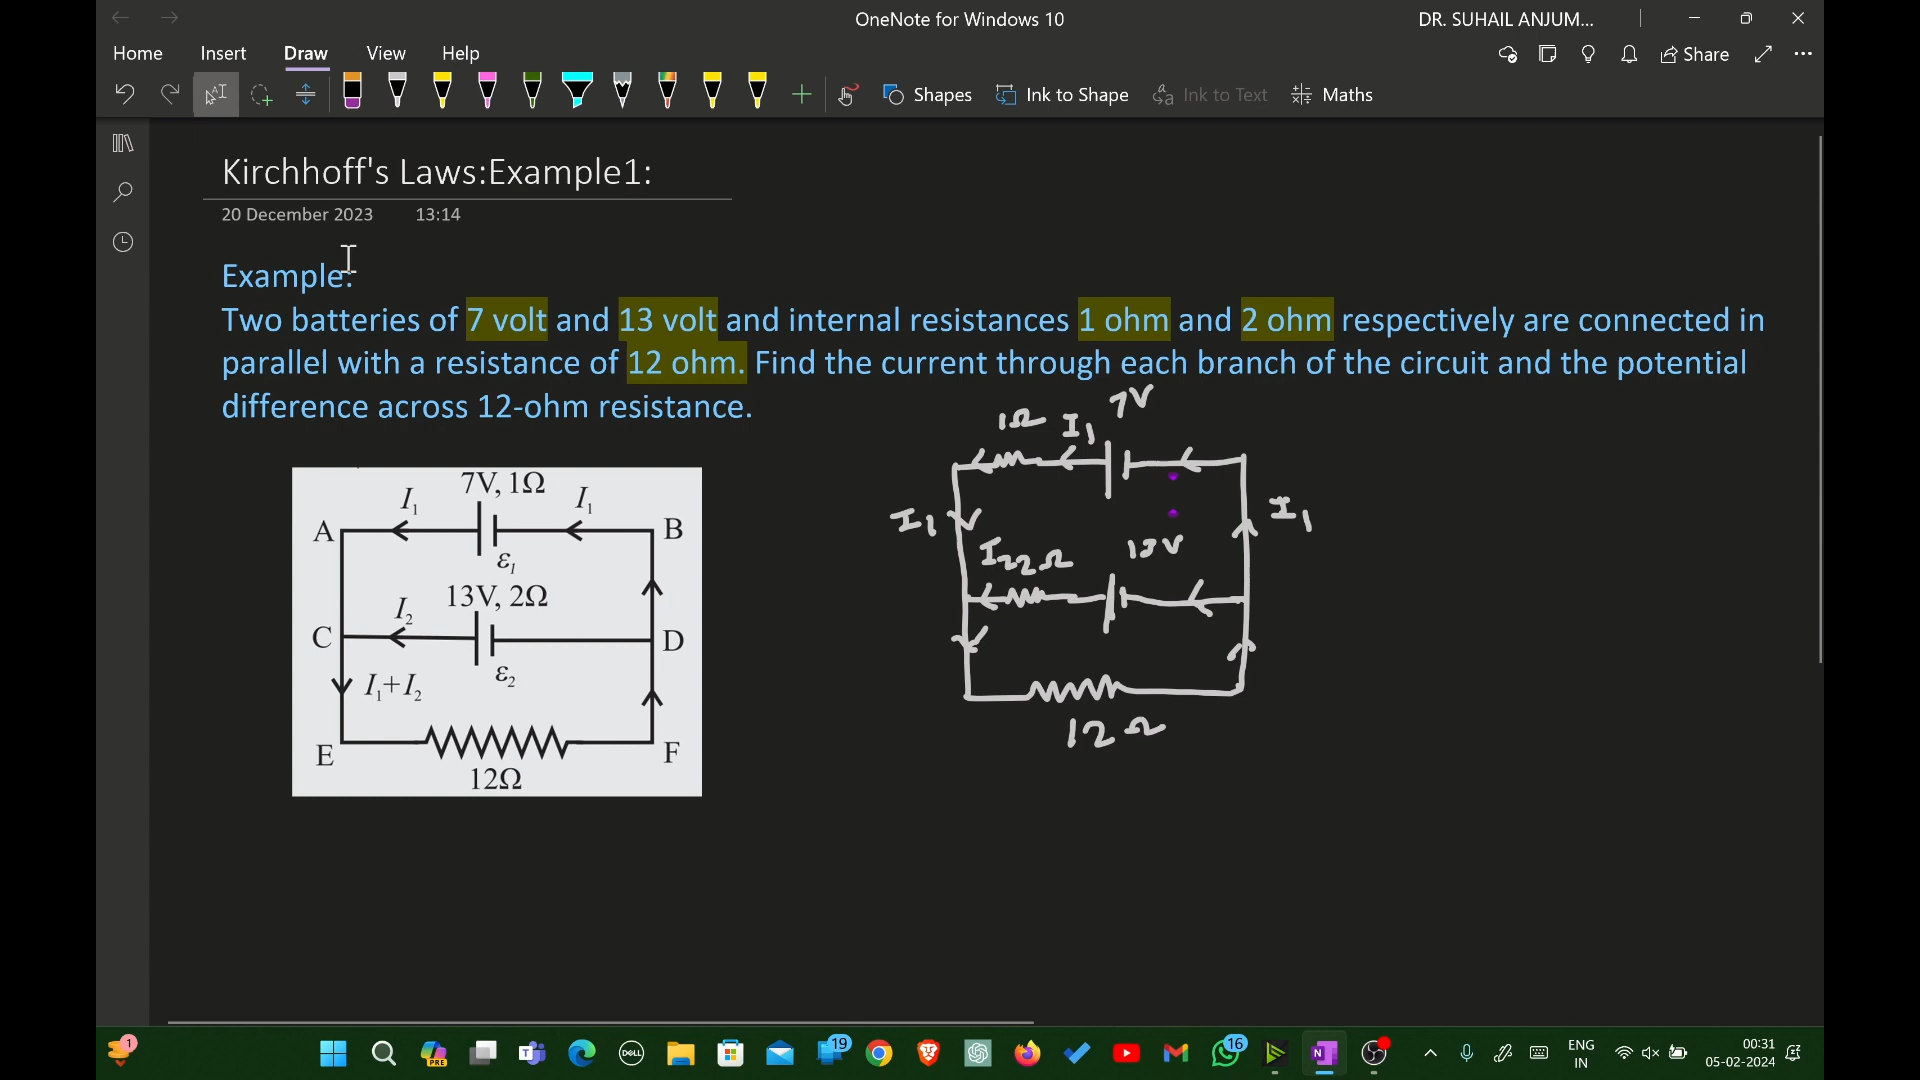 OneNote for Windows 10
DR. SUHAIL ANJUM...
Home Insert Draw View Help
Share
Shapes Ink to Shape Ink to Text Maths
Kirchhoff's Laws:Example1:
20 December 2023 13:14
Example:
Two batteries of 7 volt and 13 volt and internal resistances 1 ohm and 2 ohm respectively are connected in
parallel with a resistance of 12 ohm. Find the current through each branch of the circuit and the potential
difference across 12-ohm resistance.
7V, 1Ω
I₁ I₁
A B
ε₁
13V, 2Ω
I₂
C D
ε₂
I₁+I₂
E F
12Ω
7V
1Ω I₁
I₁ I₁
13V
I₂ 2Ω
12Ω
1
PRE
DELL
19
16
N
ENG
IN
00:31
05-02-2024